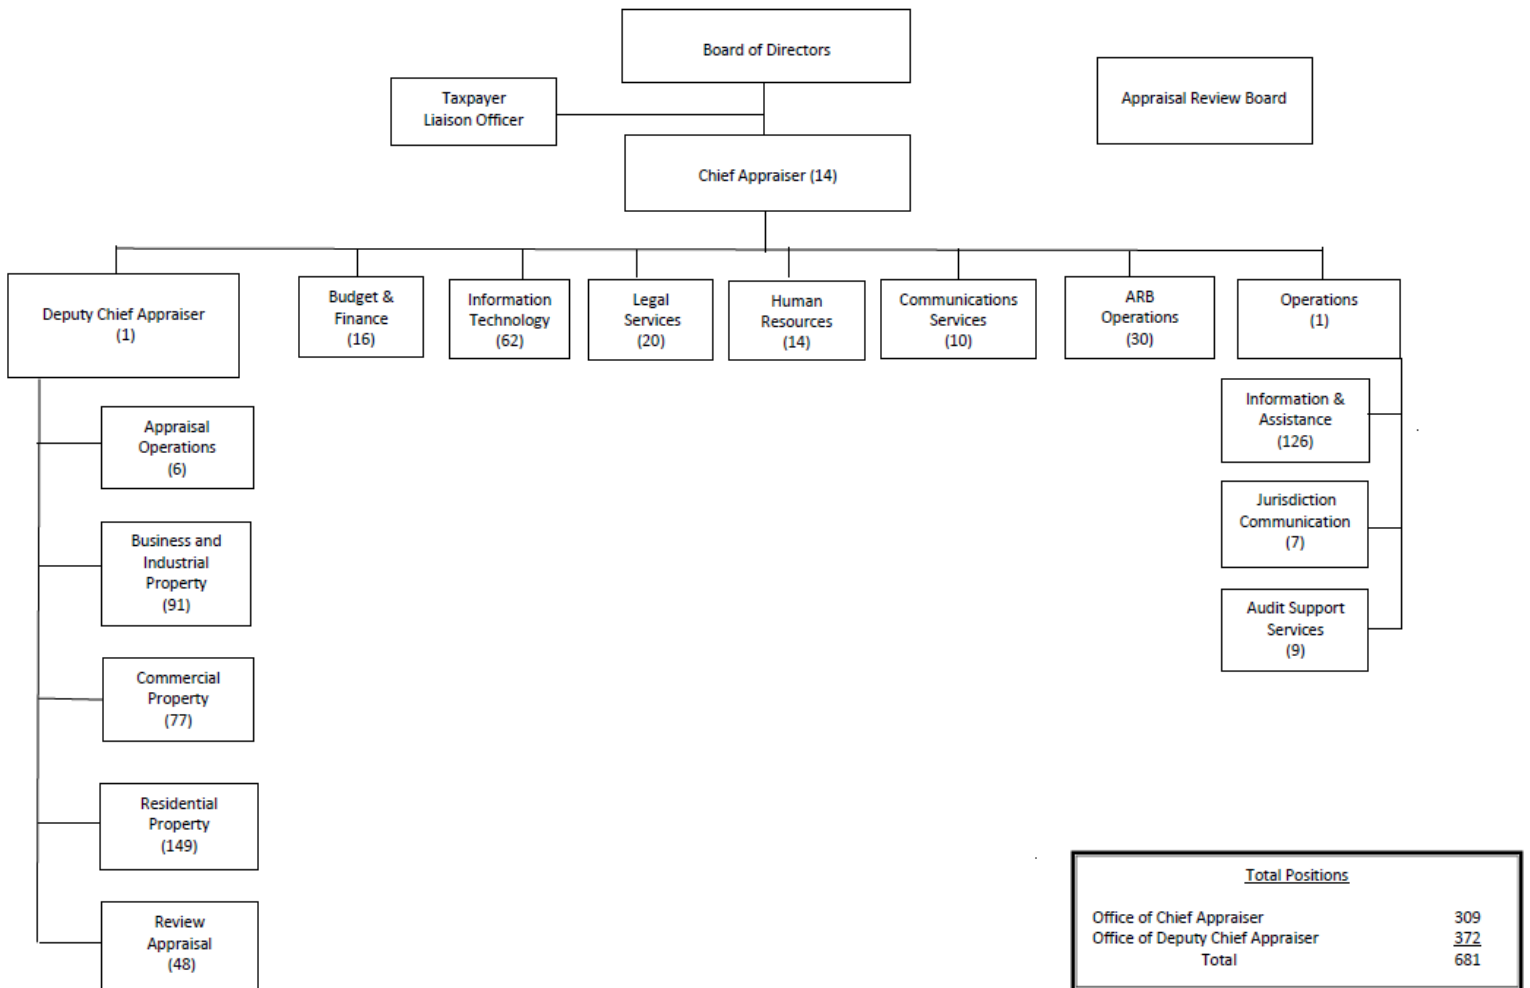 Board of Directors
Taxpayer
Liaison Officer
Appraisal Review Board
Chief Appraiser (14)
Deputy Chief Appraiser
(1)
Budget &
Finance
(16)
Information
Technology
(62)
Legal
Services
(20)
Human
Resources
(14)
Communications
Services
(10)
ARB
Operations
(30)
Operations
(1)
Appraisal
Operations
(6)
Business and
Industrial
Property
(91)
Commercial
Property
(77)
Residential
Property
(149)
Review
Appraisal
(48)
Information &
Assistance
(126)
Jurisdiction
Communication
(7)
Audit Support
Services
(9)
Total Positions
Office of Chief Appraiser 309
Office of Deputy Chief Appraiser 372
Total 681